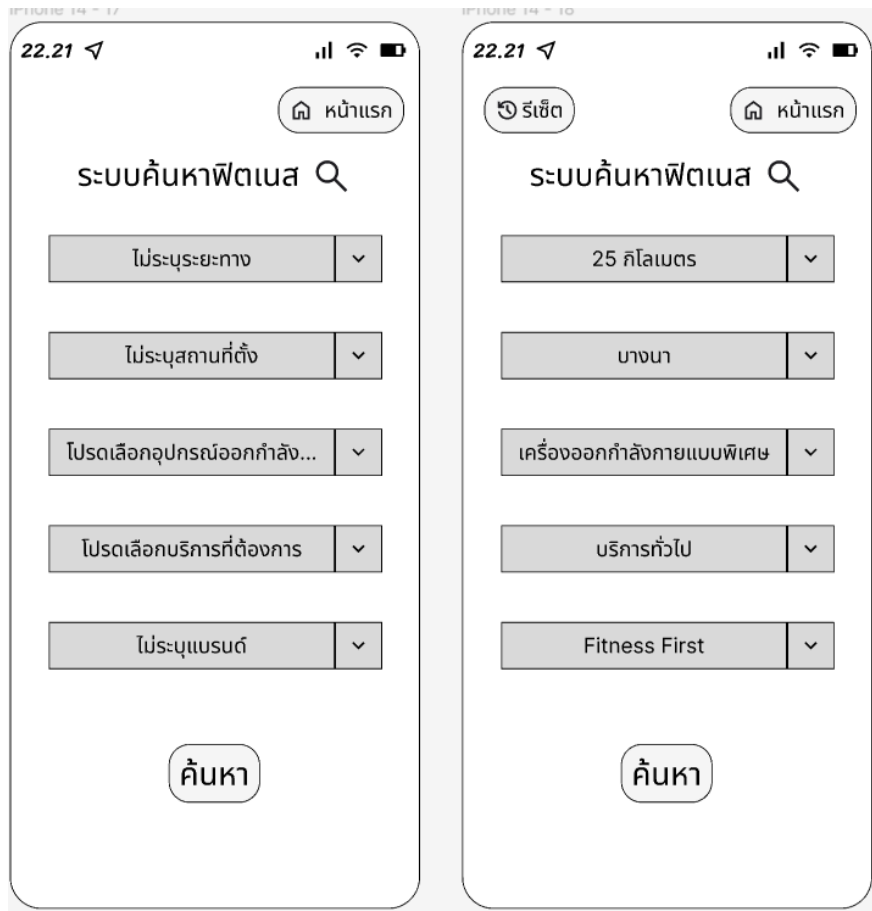 iPhone 14 - 17
22.21
หน้าแรก
ระบบค้นหาฟิตเนส
ไม่ระบุระยะทาง
ไม่ระบุสถานที่ตั้ง
โปรดเลือกอุปกรณ์ออกกำลัง...
โปรดเลือกบริการที่ต้องการ
ไม่ระบุแบรนด์
ค้นหา
iPhone 14 - 18
22.21
รีเซ็ต
หน้าแรก
ระบบค้นหาฟิตเนส
25 กิโลเมตร
บางนา
เครื่องออกกำลังกายแบบพิเศษ
บริการทั่วไป
Fitness First
ค้นหา